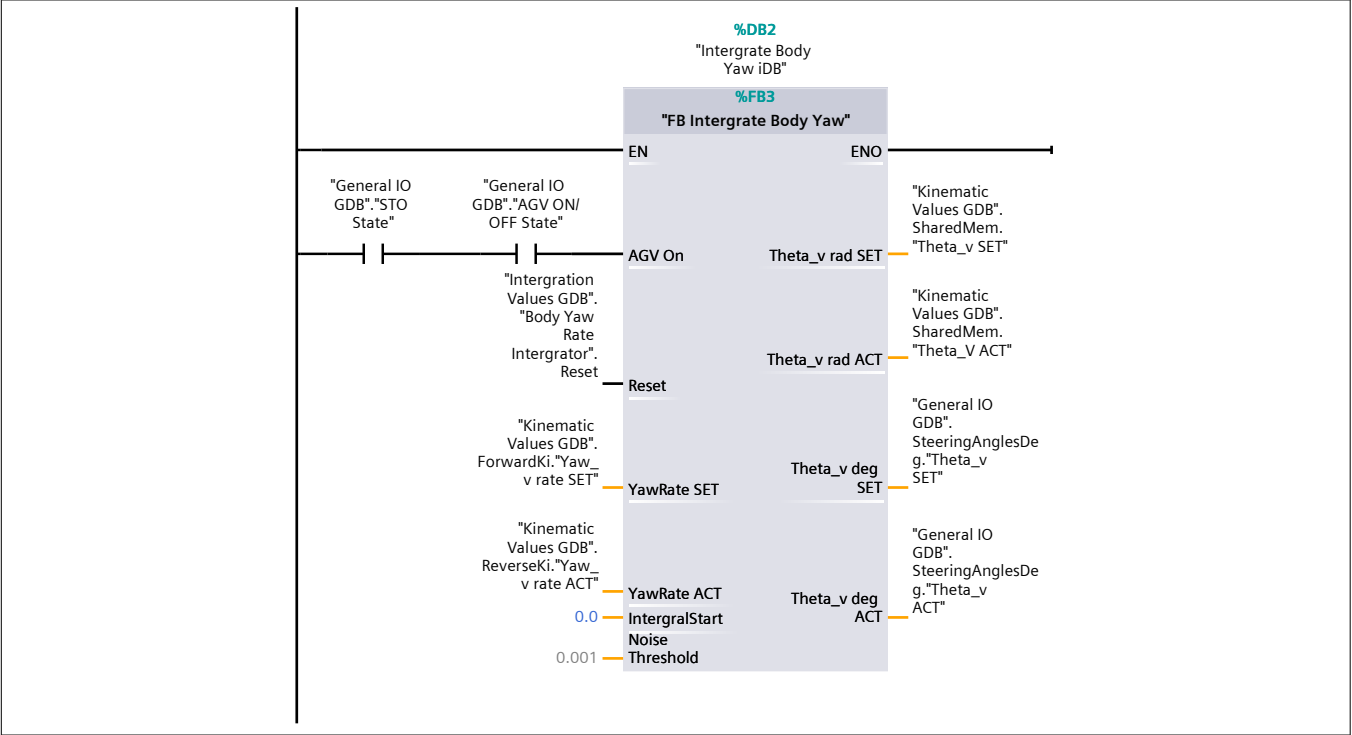 %DB2
"Intergrate Body
Yaw iDB"
%FB3
"FB Intergrate Body Yaw"
EN
ENO
"General IO
GDB"."STO
State"
"General IO
GDB"."AGV ON/
OFF State"
AGV On
"Intergration
Values GDB".
"Body Yaw
Rate
Intergrator".
Reset
Reset
"Kinematic
Values GDB".
ForwardKi."Yaw_
v rate SET"
YawRate SET
"Kinematic
Values GDB".
ReverseKi."Yaw_
v rate ACT"
YawRate ACT
0.0
IntergralStart
Noise
0.001
Threshold
Theta_v rad SET
"Kinematic
Values GDB".
SharedMem.
"Theta_v SET"
Theta_v rad ACT
"Kinematic
Values GDB".
SharedMem.
"Theta_V ACT"
Theta_v deg
SET
"General IO
GDB".
SteeringAnglesDe
g."Theta_v
SET"
Theta_v deg
ACT
"General IO
GDB".
SteeringAnglesDe
g."Theta_v
ACT"